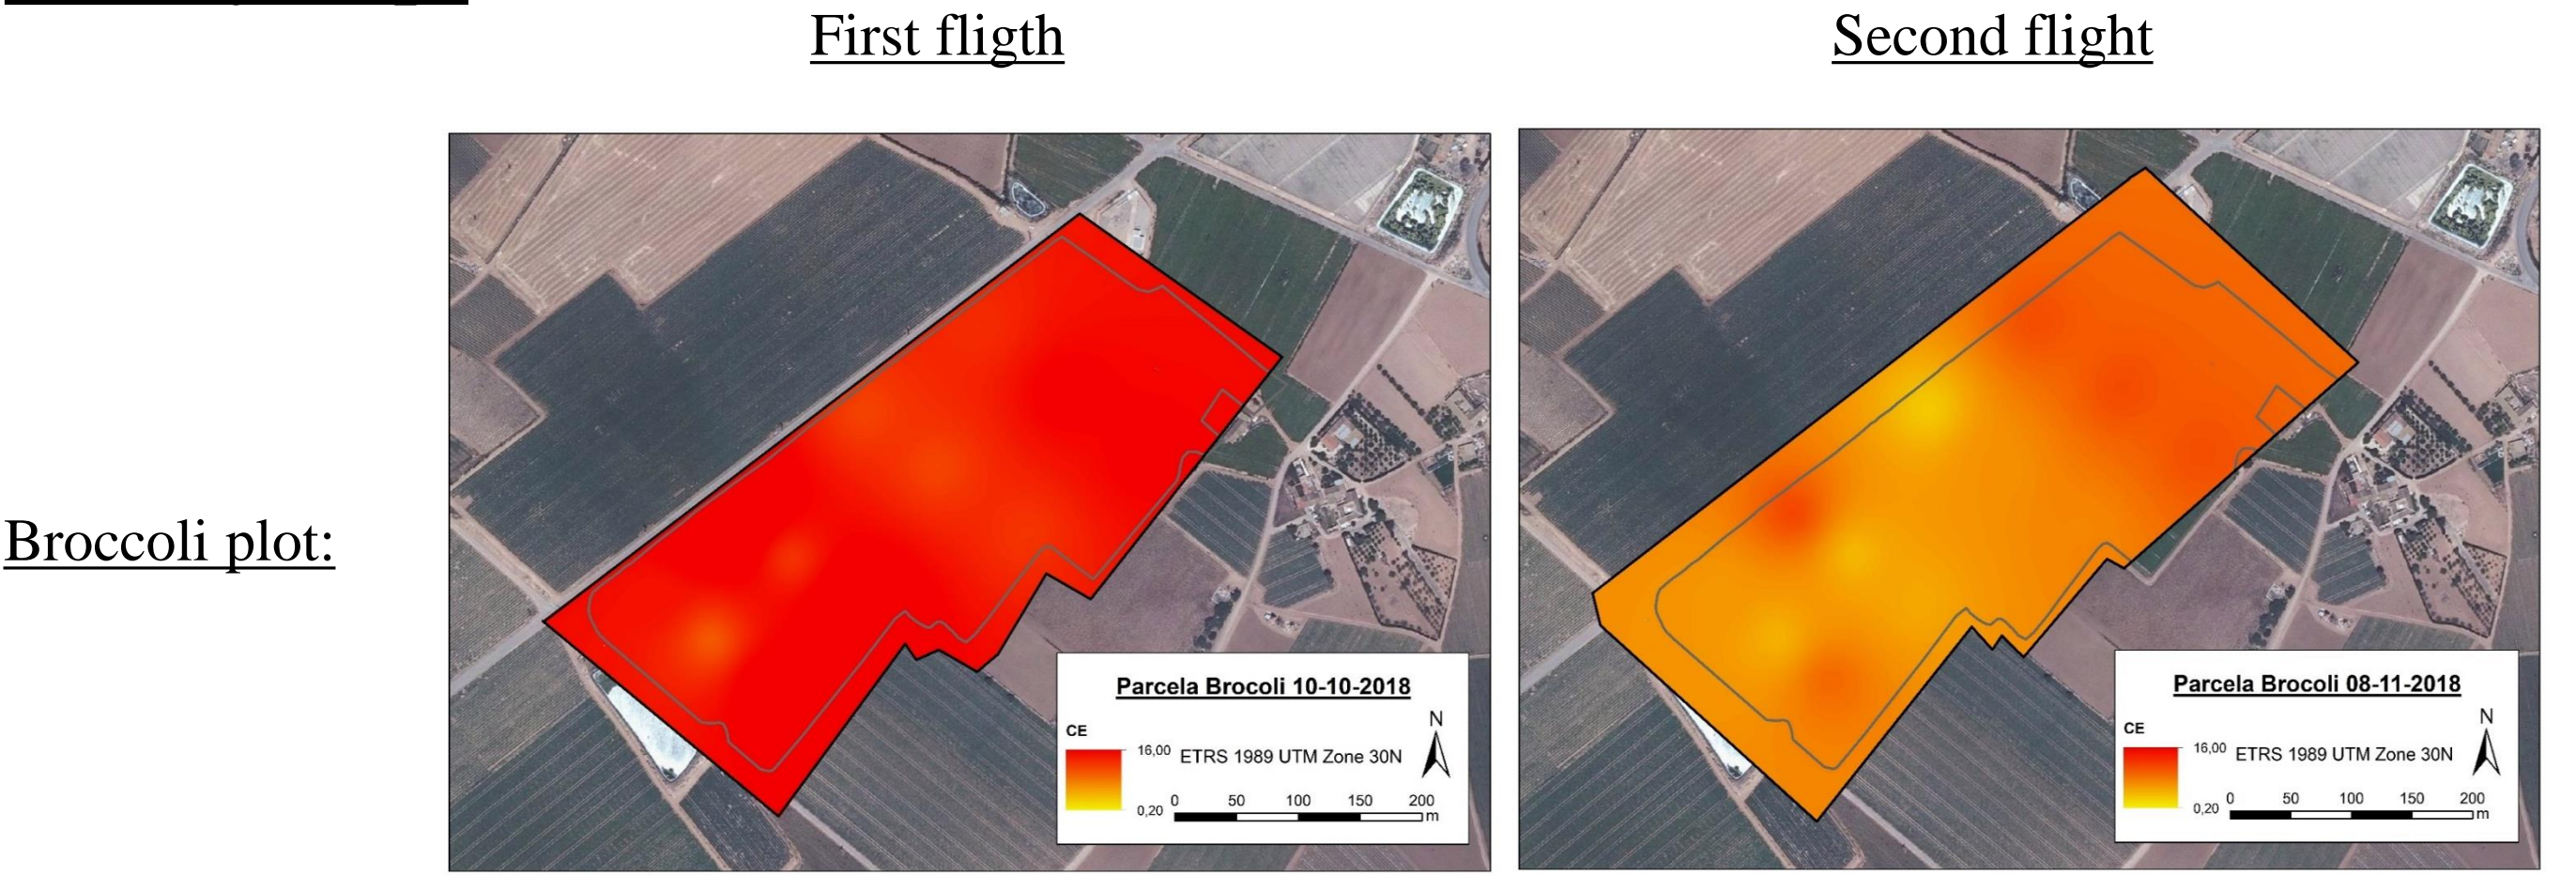 First fligth
Second flight
Broccoli plot:
Parcela Brocoli 10-10-2018
N
CE
16,00
ETRS 1989 UTM Zone 30N
0,20
0 50 100 150 200
m
Parcela Brocoli 08-11-2018
N
CE
16,00
ETRS 1989 UTM Zone 30N
0,20
0 50 100 150 200
m